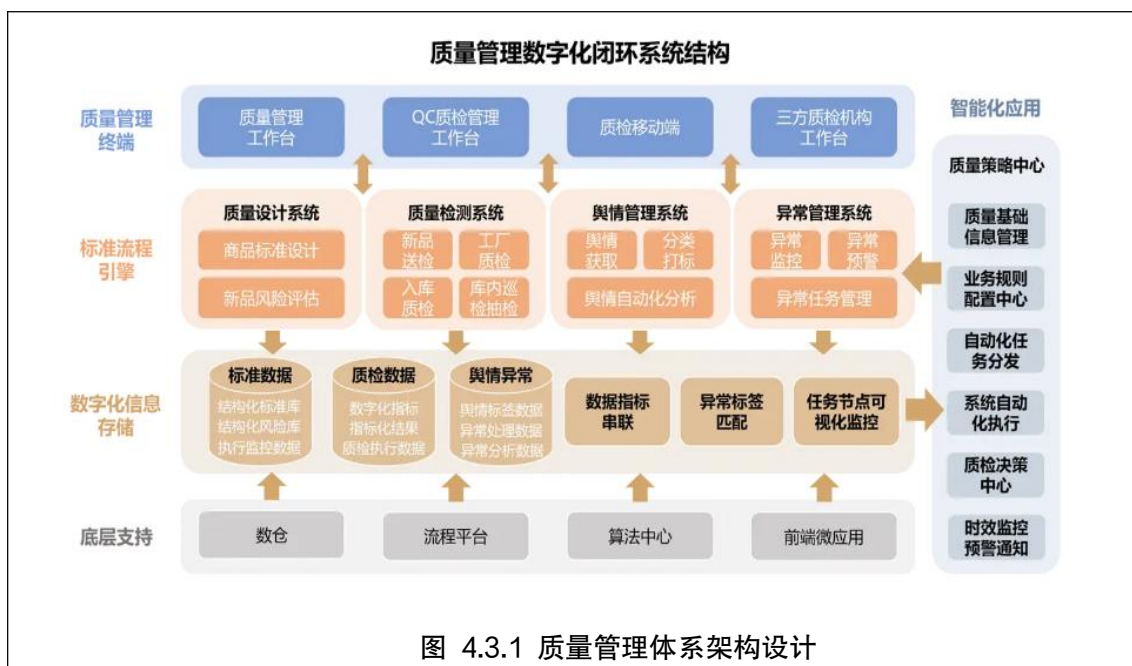 质量管理数字化闭环系统结构
质量管理
终端
质量管理
工作台
QC质检管理
工作台
质检移动端
三方质检机构
工作台
标准流程
引擎
质量设计系统
商品标准设计
新品风险评估
质量检测系统
新品
送检
工厂
质检
入库
质检
库内巡
检抽检
舆情管理系统
舆情
获取
分类
打标
舆情自动化分析
异常管理系统
异常
监控
异常
预警
异常任务管理
数字化信息
存储
标准数据
结构化标准库
结构化风险库
执行监控数据
质检数据
数字化指标
指标化结果
质检执行数据
舆情异常
舆情标签数据
异常处理数据
异常分析数据
数据指标
串联
异常标签
匹配
任务节点可
视化监控
底层支持
数仓
流程平台
算法中心
前端微应用
智能化应用
质量策略中心
质量基础
信息管理
业务规则
配置中心
自动化任
务分发
系统自动
化执行
质检决策
中心
时效监控
预警通知
图 4.3.1 质量管理体系架构设计